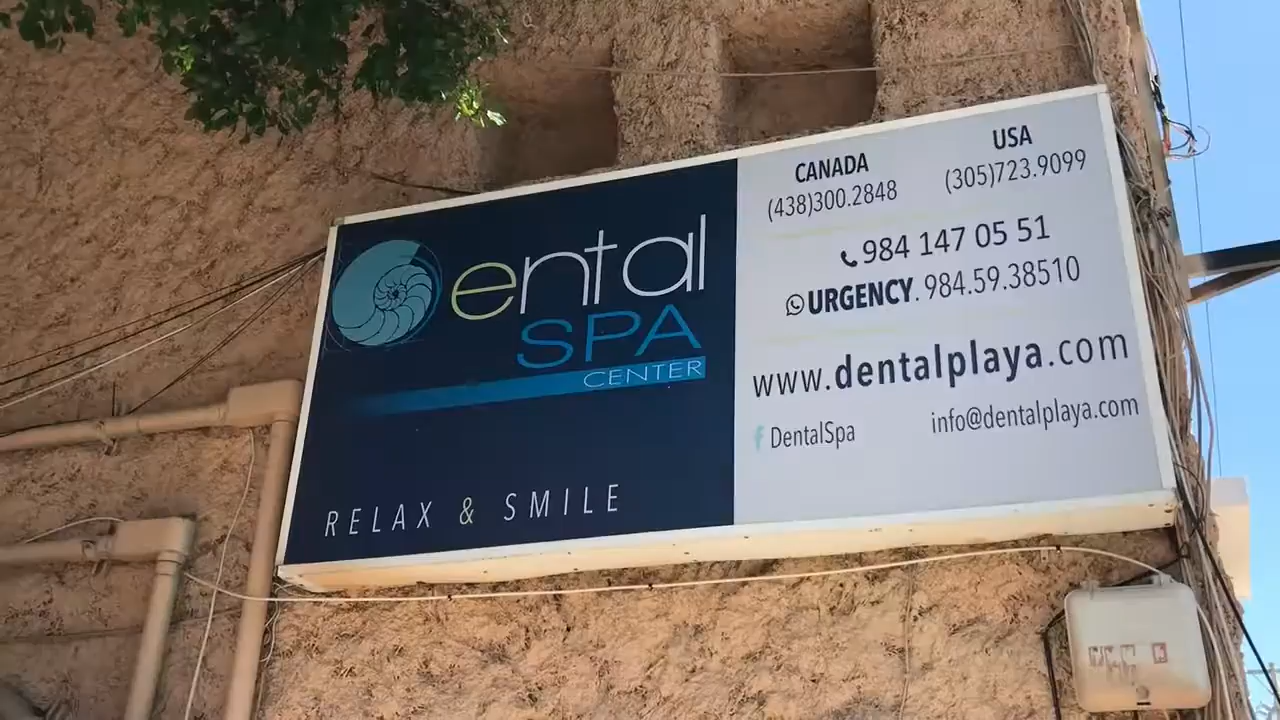 ental
SPA
CENTER
RELAX & SMILE
CANADA
(438)300.2848
USA
(305)723.9099
984 147 05 51
URGENCY. 984.59.38510
www.dentalplaya.com
DentalSpa
info@dentalplaya.com